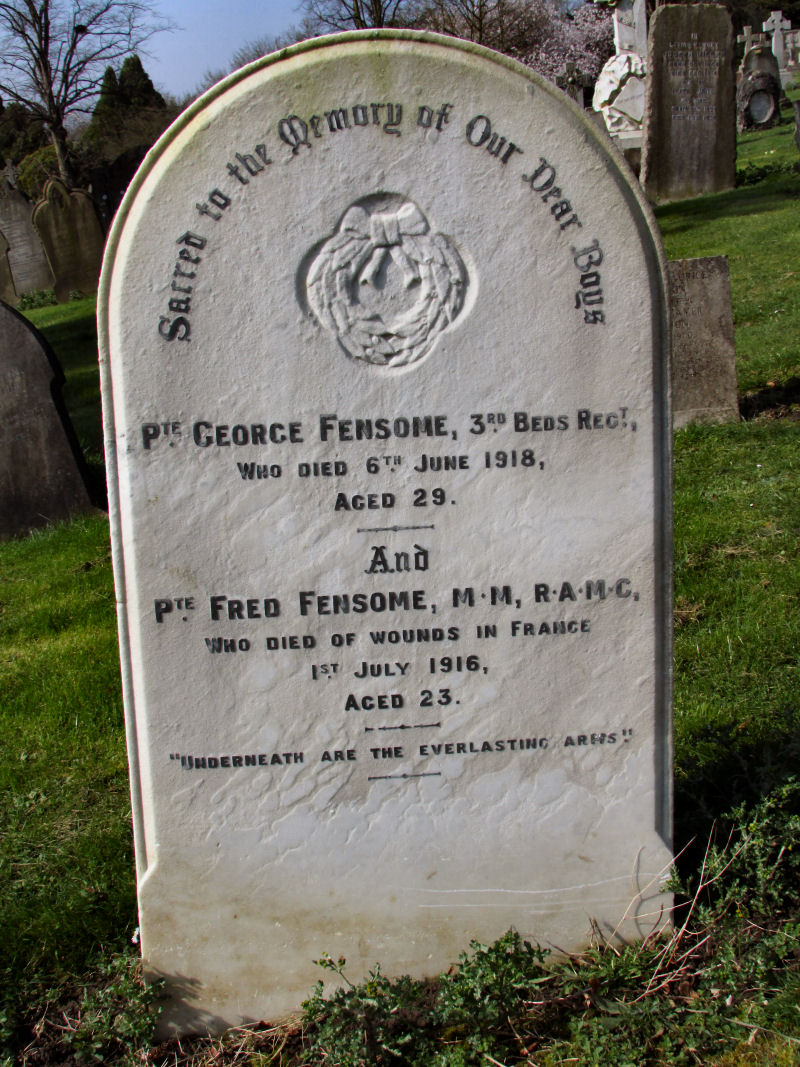 Sacred to the Memory of Our Dear Boys
PTE. GEORGE FENSOME, 3RD BEDS REGT.,
WHO DIED 6TH JUNE 1918,
AGED 29.
And
PTE. FRED FENSOME, M·M, R·A·M·C,
WHO DIED OF WOUNDS IN FRANCE
1ST JULY 1916,
AGED 23.
"UNDERNEATH ARE THE EVERLASTING ARMS".